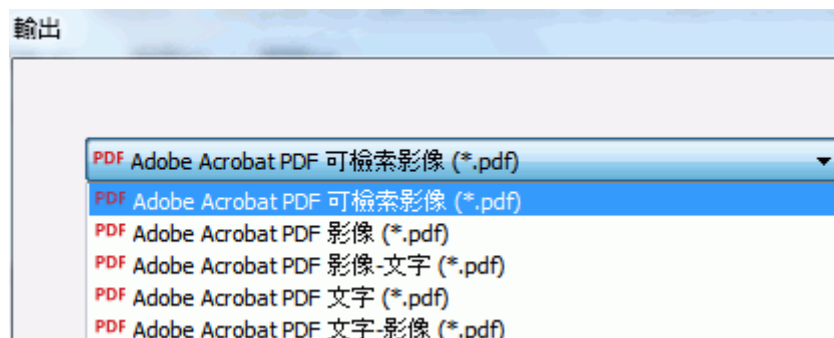 輸出
PDF Adobe Acrobat PDF 可檢索影像 (*.pdf)
PDF Adobe Acrobat PDF 可檢索影像 (*.pdf)
PDF Adobe Acrobat PDF 影像 (*.pdf)
PDF Adobe Acrobat PDF 影像-文字 (*.pdf)
PDF Adobe Acrobat PDF 文字 (*.pdf)
PDF Adobe Acrobat PDF 文字-影像 (*.pdf)